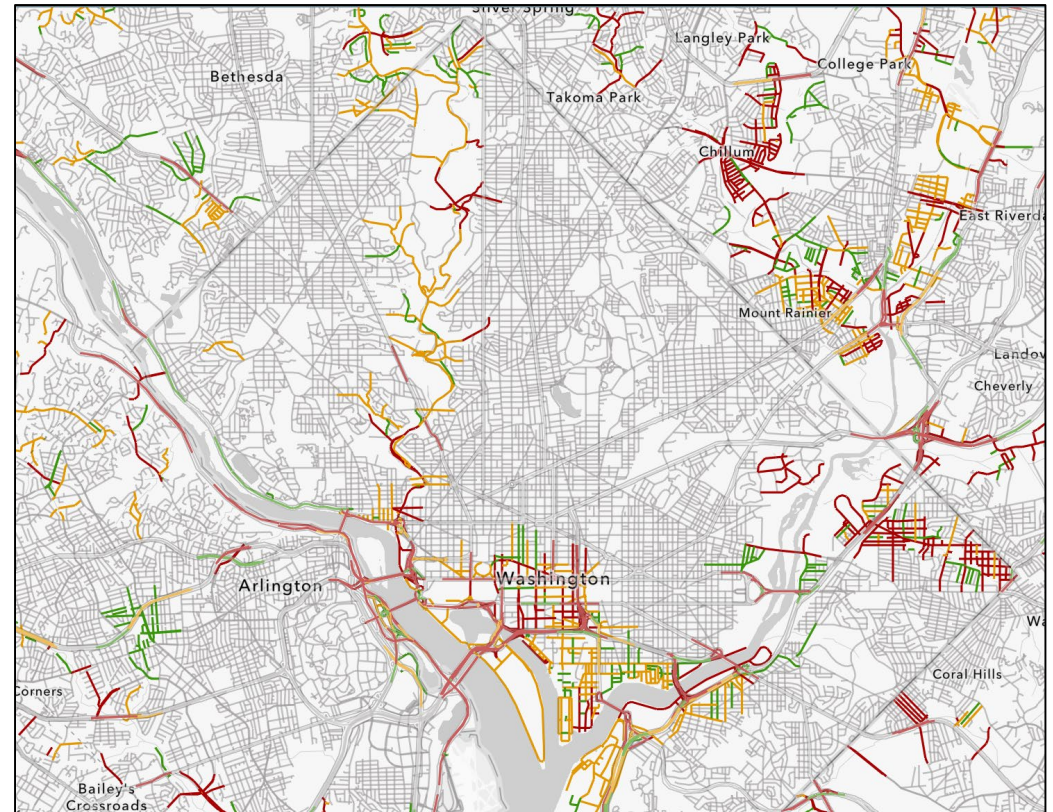 Silver Spring
Langley Park
Bethesda
College Park
Takoma Park
Chillum
East Riverda
Mount Rainier
Landov
Cheverly
Washington
Arlington
Wa
Corners
Coral Hills
Bailey's
Crossroads